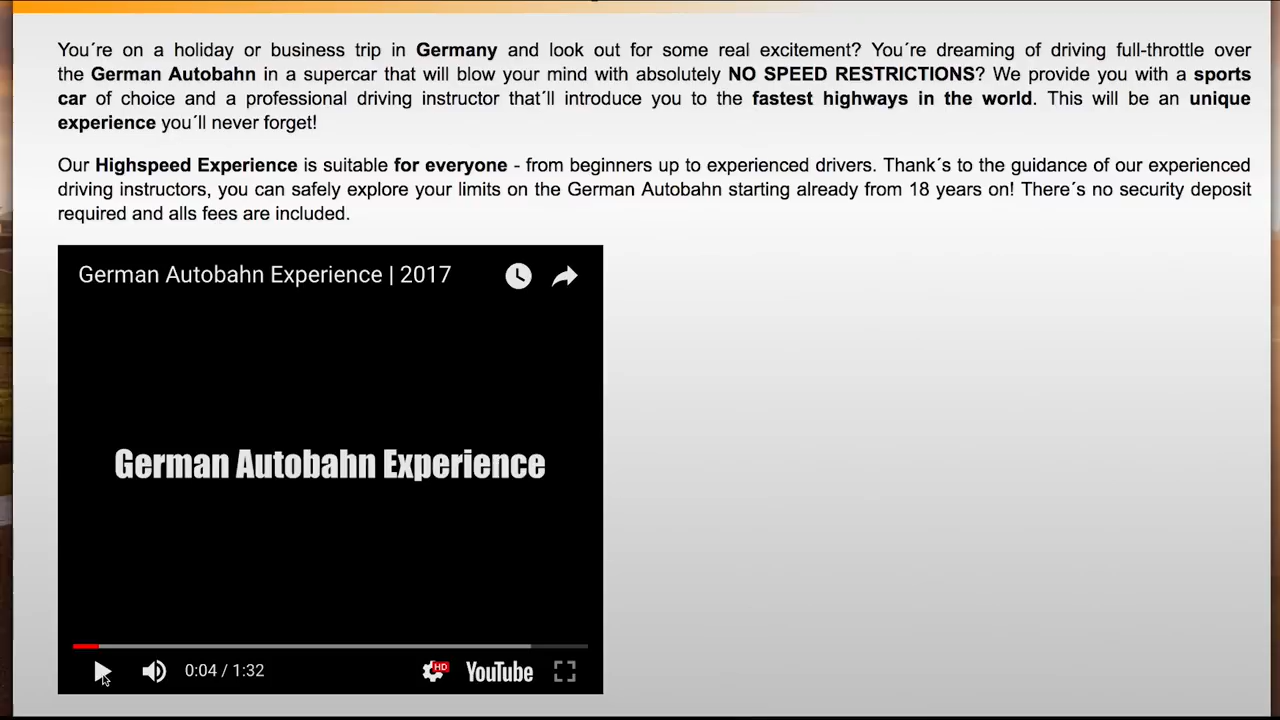 You´re on a holiday or business trip in Germany and look out for some real excitement? You´re dreaming of driving full-throttle over
the German Autobahn in a supercar that will blow your mind with absolutely NO SPEED RESTRICTIONS? We provide you with a sports
car of choice and a professional driving instructor that´ll introduce you to the fastest highways in the world. This will be an unique
experience you´ll never forget!
Our Highspeed Experience is suitable for everyone - from beginners up to experienced drivers. Thank´s to the guidance of our experienced
driving instructors, you can safely explore your limits on the German Autobahn starting already from 18 years on! There´s no security deposit
required and alls fees are included.
German Autobahn Experience | 2017
German Autobahn Experience
0:04 / 1:32
HD
YouTube